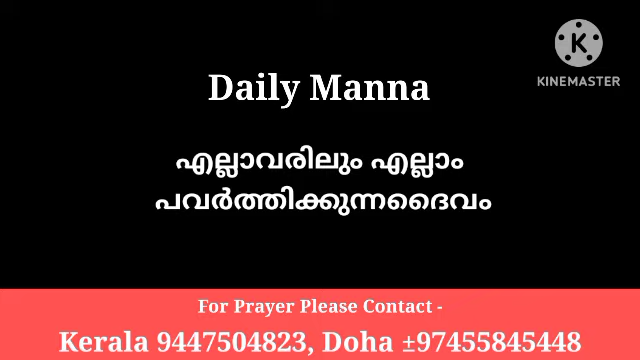 KINEMASTER
Daily Manna
എല്ലാവരിലും എല്ലാം
പവർത്തിക്കുന്നദൈവം
For Prayer Please Contact -
Kerala 9447504823, Doha ±97455845448